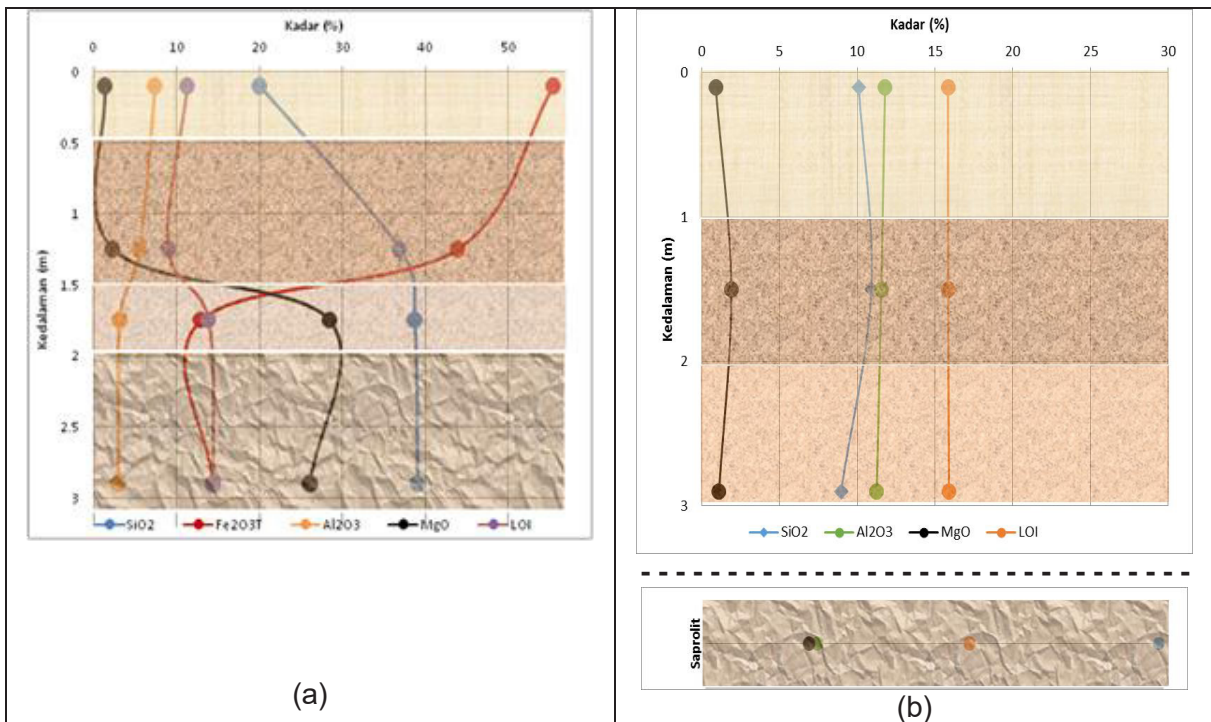 Kadar (%)
0 10 20 30 40 50
Kedalaman (m)
0
0.5
1
1.5
2
2.5
3
SiO2 Fe2O3T Al2O3 MgO LOI
(a)
Kadar (%)
0 5 10 15 20 25 30
Kedalaman (m)
0
1
2
3
SiO2 Al2O3 MgO LOI
Saprolit
(b)